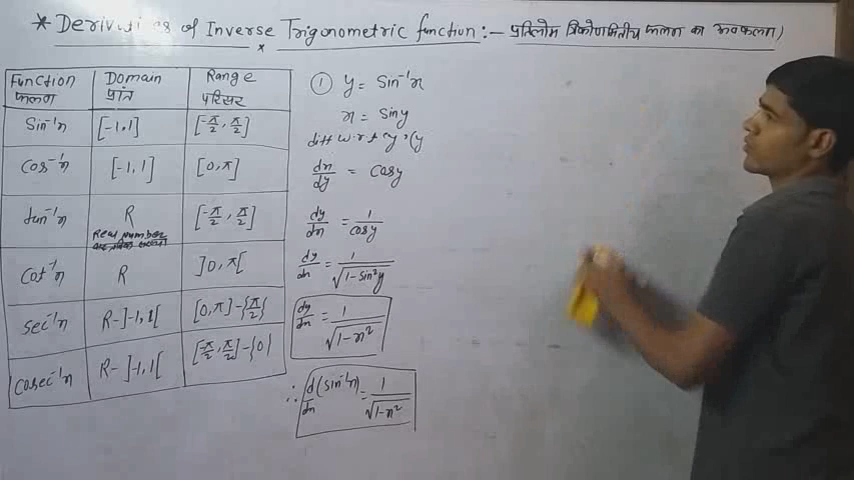 * Derivatives of Inverse Trigonometric function :- प्रतिलोम त्रिकोणमितीय फलन का अवकलन)
Function Domain Range
फलन प्रांत परिसर
Sin⁻¹x [-1,1] [-π/2, π/2]
cos⁻¹x [-1,1] [0,π]
tan⁻¹x R [-π/2, π/2]
Real number
cot⁻¹x R ]0,π[
sec⁻¹x R-]-1,1[ [0,π]-{π/2}
cosec⁻¹x R-]-1,1[ [-π/2, π/2]-{0}
① y = Sin⁻¹x
x = Siny
diff w.r.t y
dx/dy = cosy
dy/dx = 1/cosy
dy/dx = 1/√(1-sin²y)
dy/dx = 1/√(1-x²)
∴ d/dx (sin⁻¹x) = 1/√(1-x²)